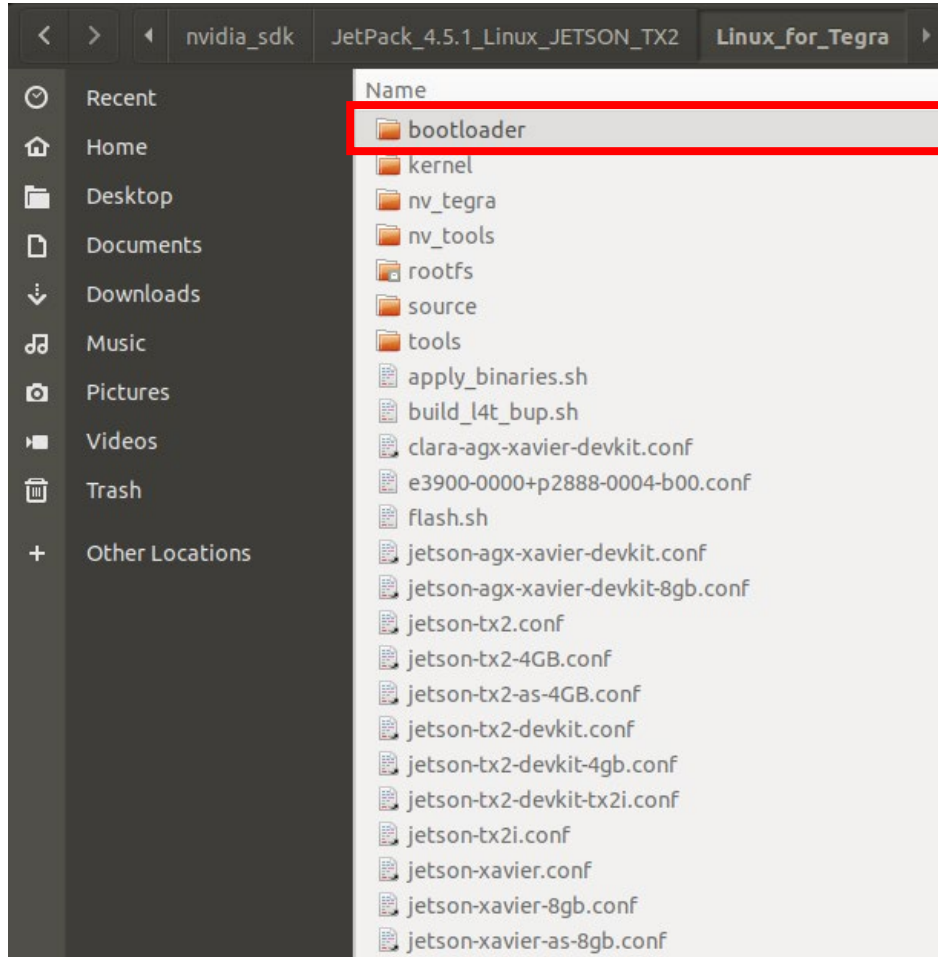 nvidia_sdk JetPack_4.5.1_Linux_JETSON_TX2 Linux_for_Tegra
Recent
Home
Desktop
Documents
Downloads
Music
Pictures
Videos
Trash
Other Locations
Name
bootloader
kernel
nv_tegra
nv_tools
rootfs
source
tools
apply_binaries.sh
build_l4t_bup.sh
clara-agx-xavier-devkit.conf
e3900-0000+p2888-0004-b00.conf
flash.sh
jetson-agx-xavier-devkit.conf
jetson-agx-xavier-devkit-8gb.conf
jetson-tx2.conf
jetson-tx2-4GB.conf
jetson-tx2-as-4GB.conf
jetson-tx2-devkit.conf
jetson-tx2-devkit-4gb.conf
jetson-tx2-devkit-tx2i.conf
jetson-tx2i.conf
jetson-xavier.conf
jetson-xavier-8gb.conf
jetson-xavier-as-8gb.conf